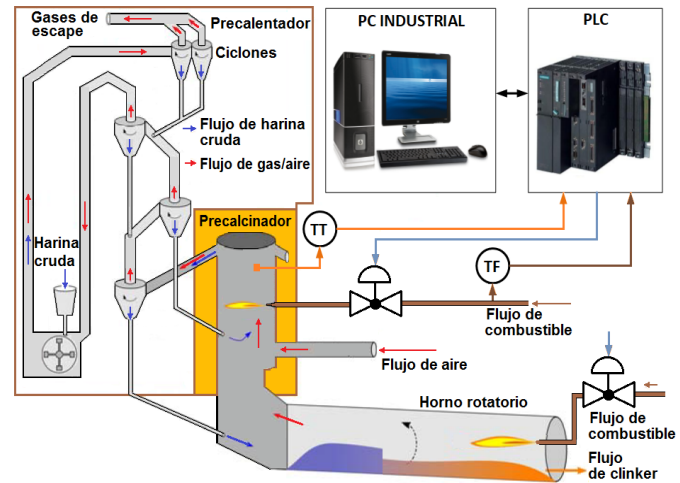 Gases de
escape
Precalentador
Ciclones
Flujo de harina
cruda
Flujo de gas/aire
Harina
cruda
Precalcinador
PC INDUSTRIAL
PLC
TT
TF
Flujo de
combustible
Flujo de aire
Horno rotatorio
Flujo de
combustible
Flujo
de clinker